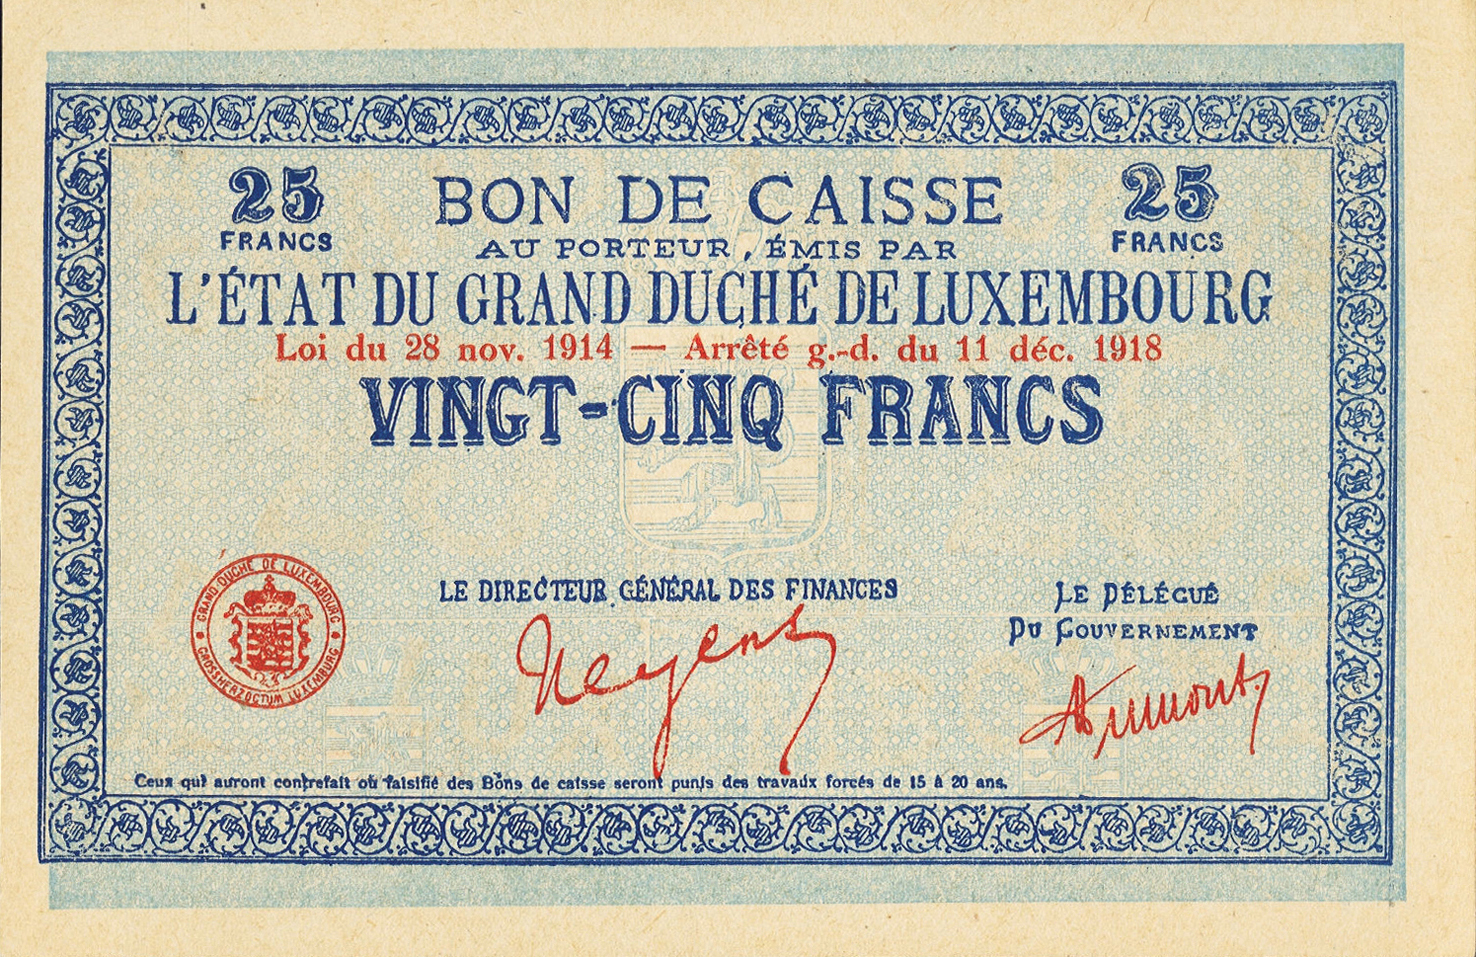 25 BON DE CAISSE 25
FRANCS AU PORTEUR, ÉMIS PAR FRANCS
L'ÉTAT DU GRAND DUCHÉ DE LUXEMBOURG
Loi du 28 nov. 1914 — Arrêté g.-d. du 11 déc. 1918
VINGT-CINQ FRANCS
GRAND-DUCHÉ DE LUXEMBOURG
GROSSHERZOGTUM LUXEMBURG
LE DIRECTEUR GÉNÉRAL DES FINANCES
LE DÉLÉGUÉ
DU GOUVERNEMENT
Neyens
Ceux qui auront contrefait où falsifié des Bons de caisse seront punis des travaux forcés de 15 à 20 ans.